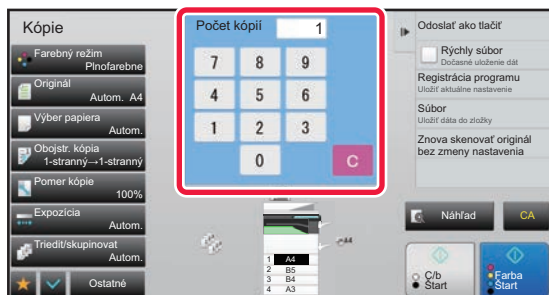 Kópie
Farebný režim
Plnofarebne
Originál
Autom. A4
Výber papiera
Autom.
Obojstr. kópia
1-stranný→1-stranný
Pomer kópie
100%
Expozícia
Autom.
Triediť/skupinovat
Autom.
Ostatné
Počet kópií 1
7 8 9
4 5 6
1 2 3
0 C
A4
1 A4
2 B5
3 B4
4 A3
Odoslať ako tlačiť
Rýchly súbor
Dočasné uloženie dát
Registrácia programu
Uložiť aktuálne nastavenie
Súbor
Uložiť dáta do zložky
Znova skenovať originál
bez zmeny nastavenia
Náhľad
CA
Č/b
Štart
Farba
Štart